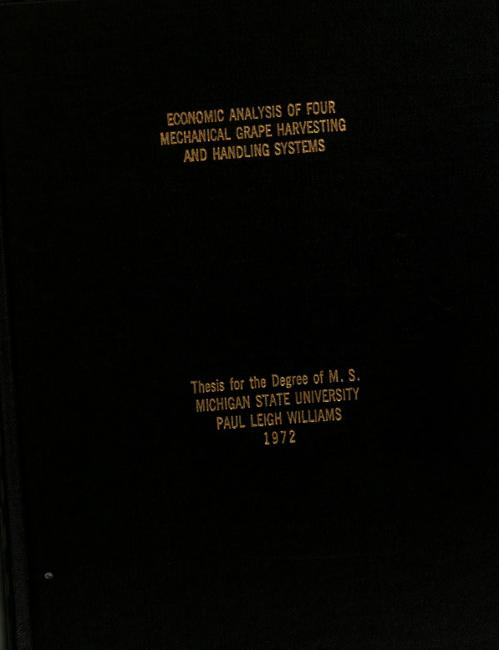 ECONOMIC ANALYSIS OF FOUR
MECHANICAL GRAPE HARVESTING
AND HANDLING SYSTEMS
Thesis for the Degree of M. S.
MICHIGAN STATE UNIVERSITY
PAUL LEIGH WILLIAMS
1972